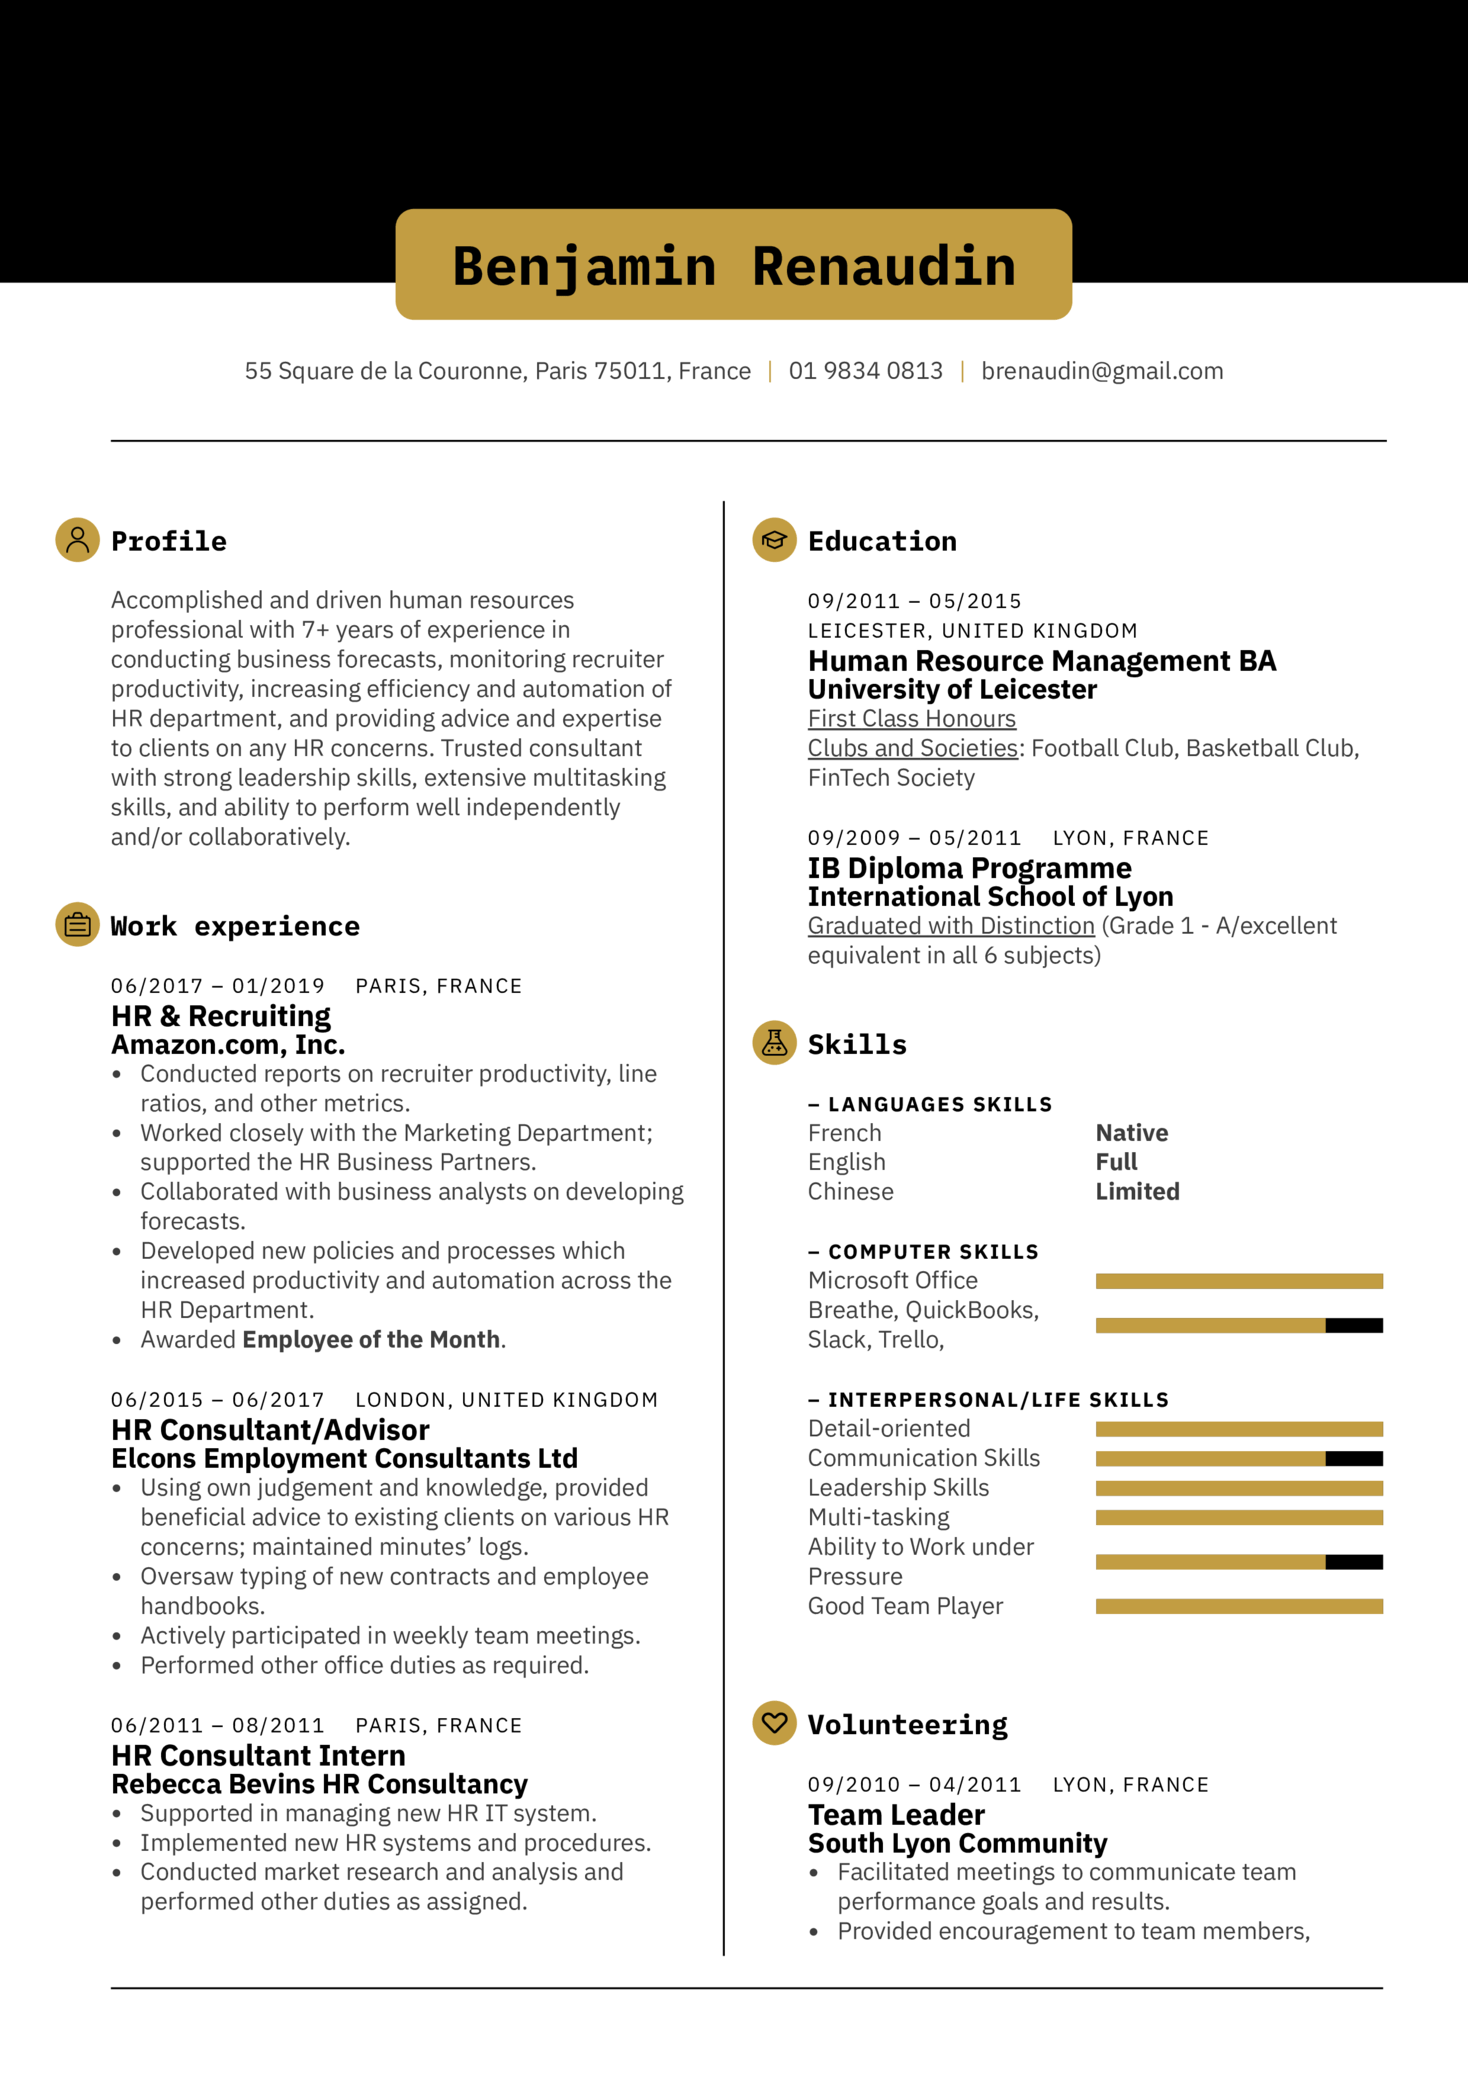 Benjamin Renaudin
55 Square de la Couronne, Paris 75011, France | 01 9834 0813 | brenaudin@gmail.com
Profile
Accomplished and driven human resources
professional with 7+ years of experience in
conducting business forecasts, monitoring recruiter
productivity, increasing efficiency and automation of
HR department, and providing advice and expertise
to clients on any HR concerns. Trusted consultant
with strong leadership skills, extensive multitasking
skills, and ability to perform well independently
and/or collaboratively.
Work experience
06/2017 – 01/2019 PARIS, FRANCE
HR & Recruiting
Amazon.com, Inc.
• Conducted reports on recruiter productivity, line
ratios, and other metrics.
• Worked closely with the Marketing Department;
supported the HR Business Partners.
• Collaborated with business analysts on developing
forecasts.
• Developed new policies and processes which
increased productivity and automation across the
HR Department.
• Awarded Employee of the Month.
06/2015 – 06/2017 LONDON, UNITED KINGDOM
HR Consultant/Advisor
Elcons Employment Consultants Ltd
• Using own judgement and knowledge, provided
beneficial advice to existing clients on various HR
concerns; maintained minutes’ logs.
• Oversaw typing of new contracts and employee
handbooks.
• Actively participated in weekly team meetings.
• Performed other office duties as required.
06/2011 – 08/2011 PARIS, FRANCE
HR Consultant Intern
Rebecca Bevins HR Consultancy
• Supported in managing new HR IT system.
• Implemented new HR systems and procedures.
• Conducted market research and analysis and
performed other duties as assigned.
Education
09/2011 – 05/2015
LEICESTER, UNITED KINGDOM
Human Resource Management BA
University of Leicester
First Class Honours
Clubs and Societies: Football Club, Basketball Club,
FinTech Society
09/2009 – 05/2011 LYON, FRANCE
IB Diploma Programme
International School of Lyon
Graduated with Distinction (Grade 1 - A/excellent
equivalent in all 6 subjects)
Skills
– LANGUAGES SKILLS
French Native
English Full
Chinese Limited
– COMPUTER SKILLS
Microsoft Office
Breathe, QuickBooks,
Slack, Trello,
– INTERPERSONAL/LIFE SKILLS
Detail-oriented
Communication Skills
Leadership Skills
Multi-tasking
Ability to Work under
Pressure
Good Team Player
Volunteering
09/2010 – 04/2011 LYON, FRANCE
Team Leader
South Lyon Community
• Facilitated meetings to communicate team
performance goals and results.
• Provided encouragement to team members,